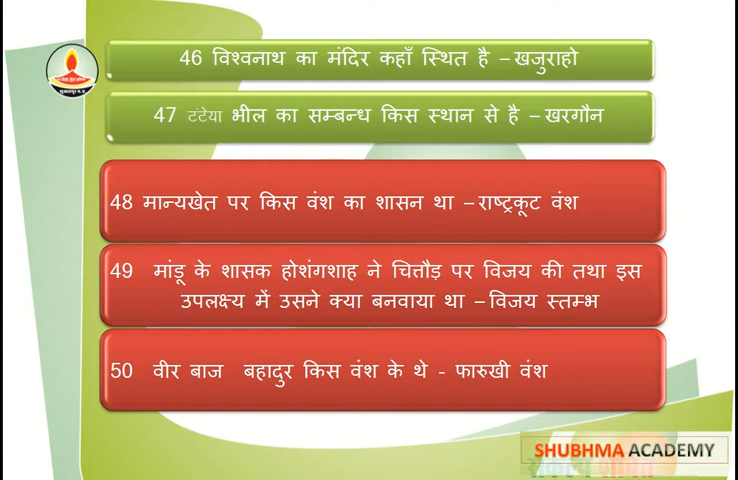 46 विश्वनाथ का मंदिर कहाँ स्थित है – खजुराहो
47 टंटेया भील का सम्बन्ध किस स्थान से है – खरगौन
48 मान्यखेत पर किस वंश का शासन था – राष्ट्रकूट वंश
49 मांडू के शासक होशंगशाह ने चित्तौड़ पर विजय की तथा इस
उपलक्ष्य में उसने क्या बनवाया था – विजय स्तम्भ
50 वीर बाज बहादुर किस वंश के थे - फारुखी वंश
SHUBHMA ACADEMY